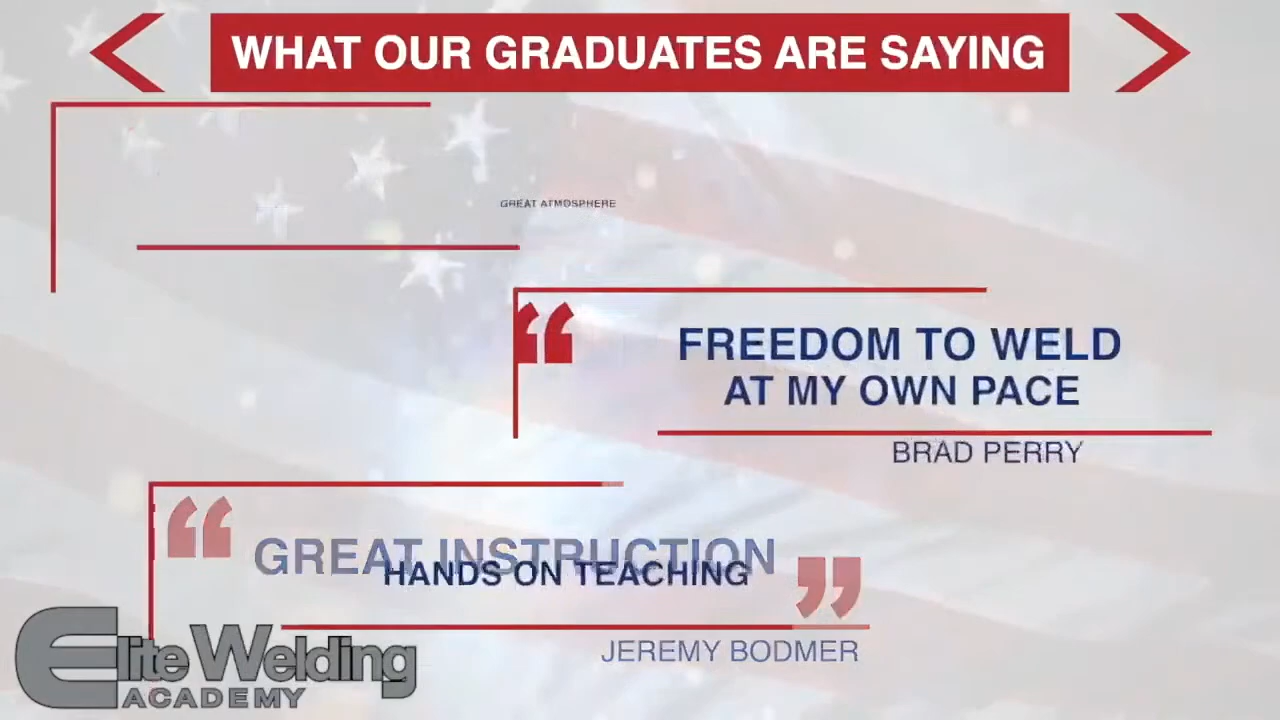 WHAT OUR GRADUATES ARE SAYING
GREAT ATMOSPHERE
“
FREEDOM TO WELD
AT MY OWN PACE
BRAD PERRY
“ GREAT INSTRUCTION
HANDS ON TEACHING ”
JEREMY BODMER
Elite Welding
ACADEMY